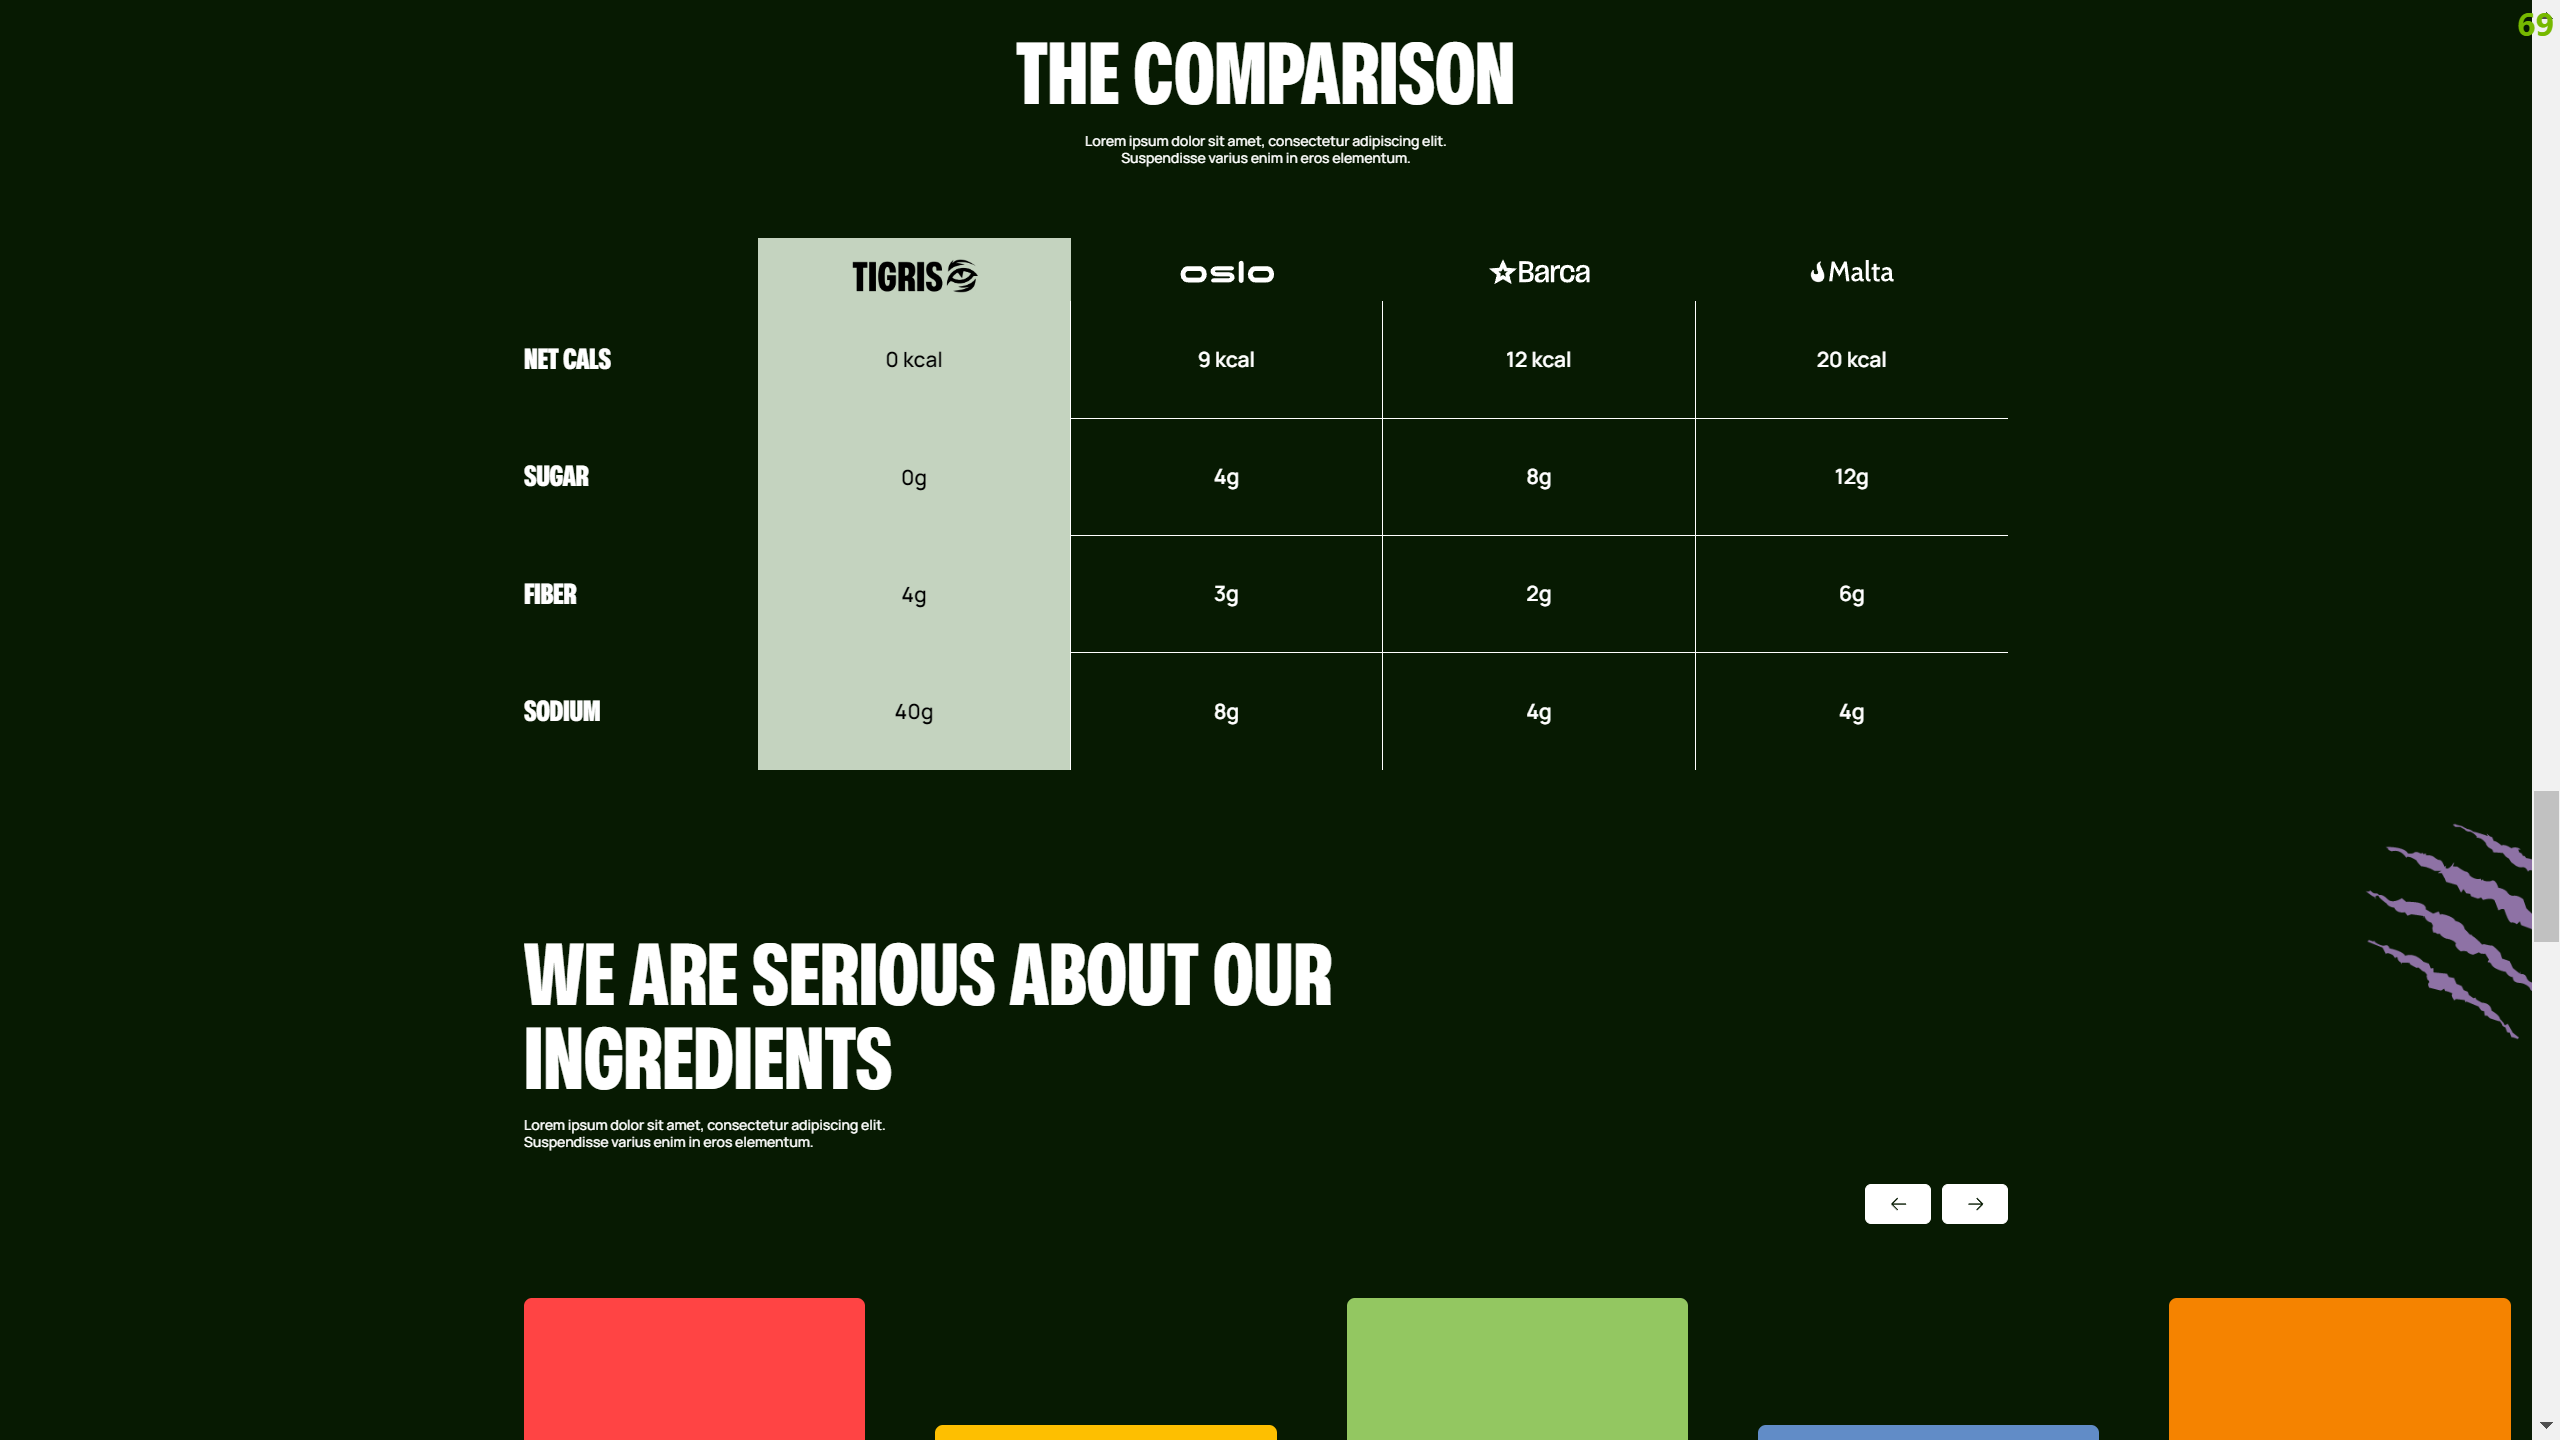 69
THE COMPARISON
Lorem ipsum dolor sit amet, consectetur adipiscing elit.
Suspendisse varius enim in eros elementum.
TIGRIS oslo Barca Malta
NET CALS 0 kcal 9 kcal 12 kcal 20 kcal
SUGAR 0g 4g 8g 12g
FIBER 4g 3g 2g 6g
SODIUM 40g 8g 4g 4g
WE ARE SERIOUS ABOUT OUR
INGREDIENTS
Lorem ipsum dolor sit amet, consectetur adipiscing elit.
Suspendisse varius enim in eros elementum.